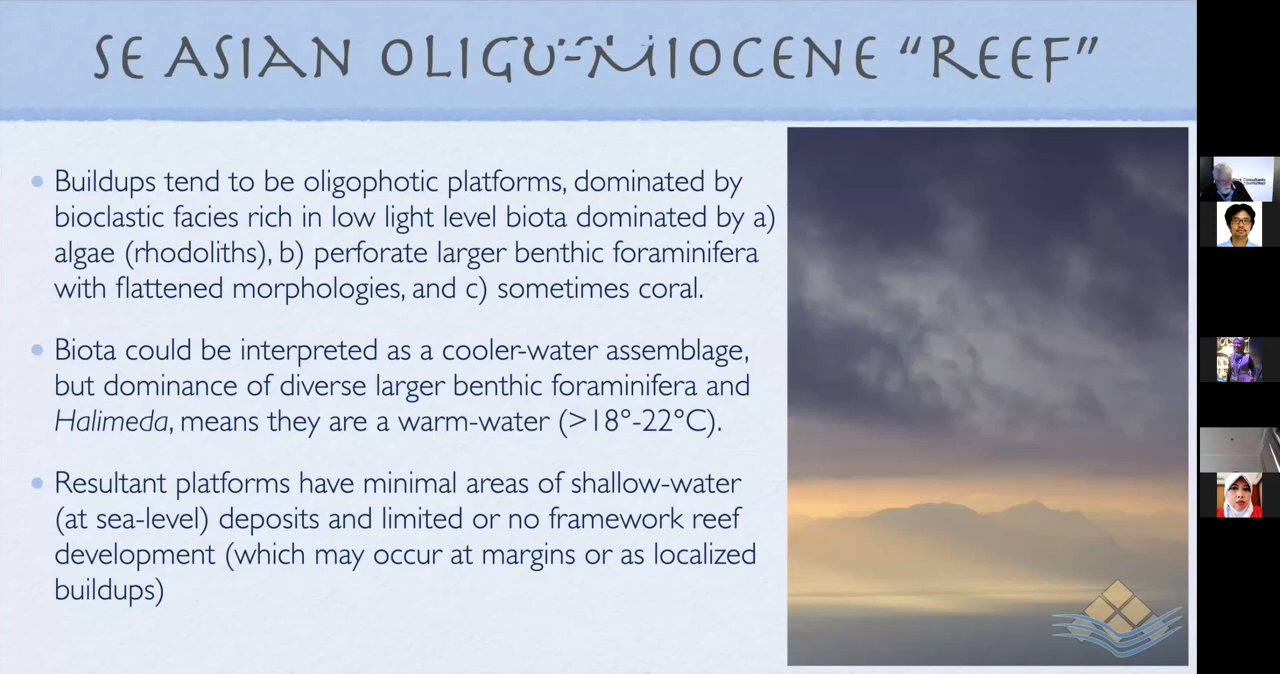 SE ASIAN OLIGO-MIOCENE “REEF”
Buildups tend to be oligophotic platforms, dominated by
bioclastic facies rich in low light level biota dominated by a)
algae (rhodoliths), b) perforate larger benthic foraminifera
with flattened morphologies, and c) sometimes coral.
Biota could be interpreted as a cooler-water assemblage,
but dominance of diverse larger benthic foraminifera and
Halimeda, means they are a warm-water (>18°-22°C).
Resultant platforms have minimal areas of shallow-water
(at sea-level) deposits and limited or no framework reef
development (which may occur at margins or as localized
buildups)
Consultants